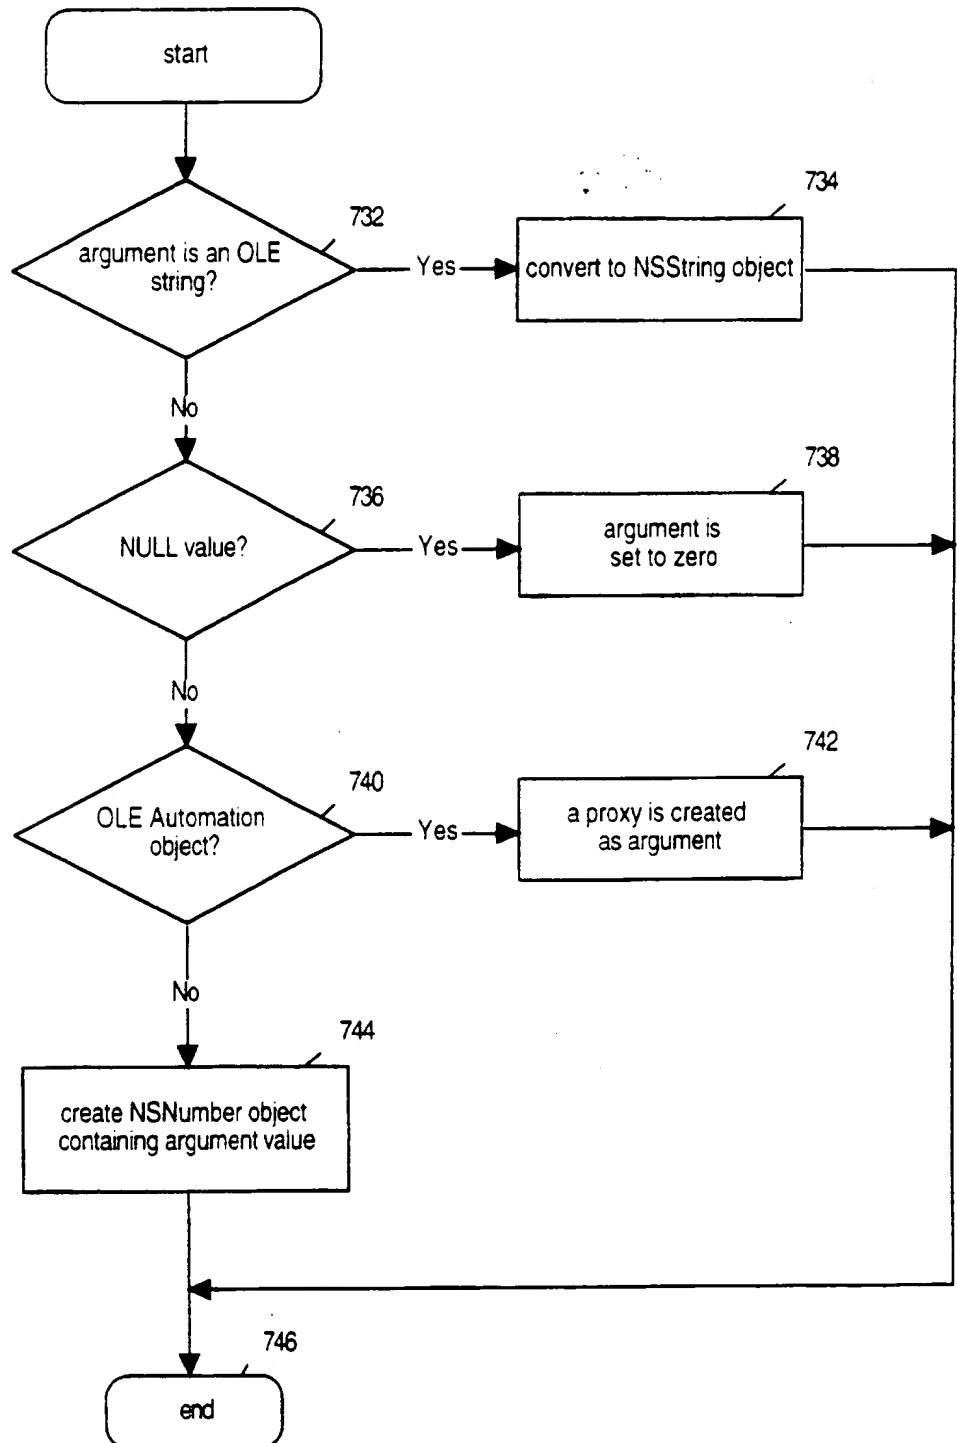 start
732
argument is an OLE
string?
Yes
734
convert to NSString object
No
736
NULL value?
Yes
738
argument is
set to zero
No
740
OLE Automation
object?
Yes
742
a proxy is created
as argument
No
744
create NSNumber object
containing argument value
746
end